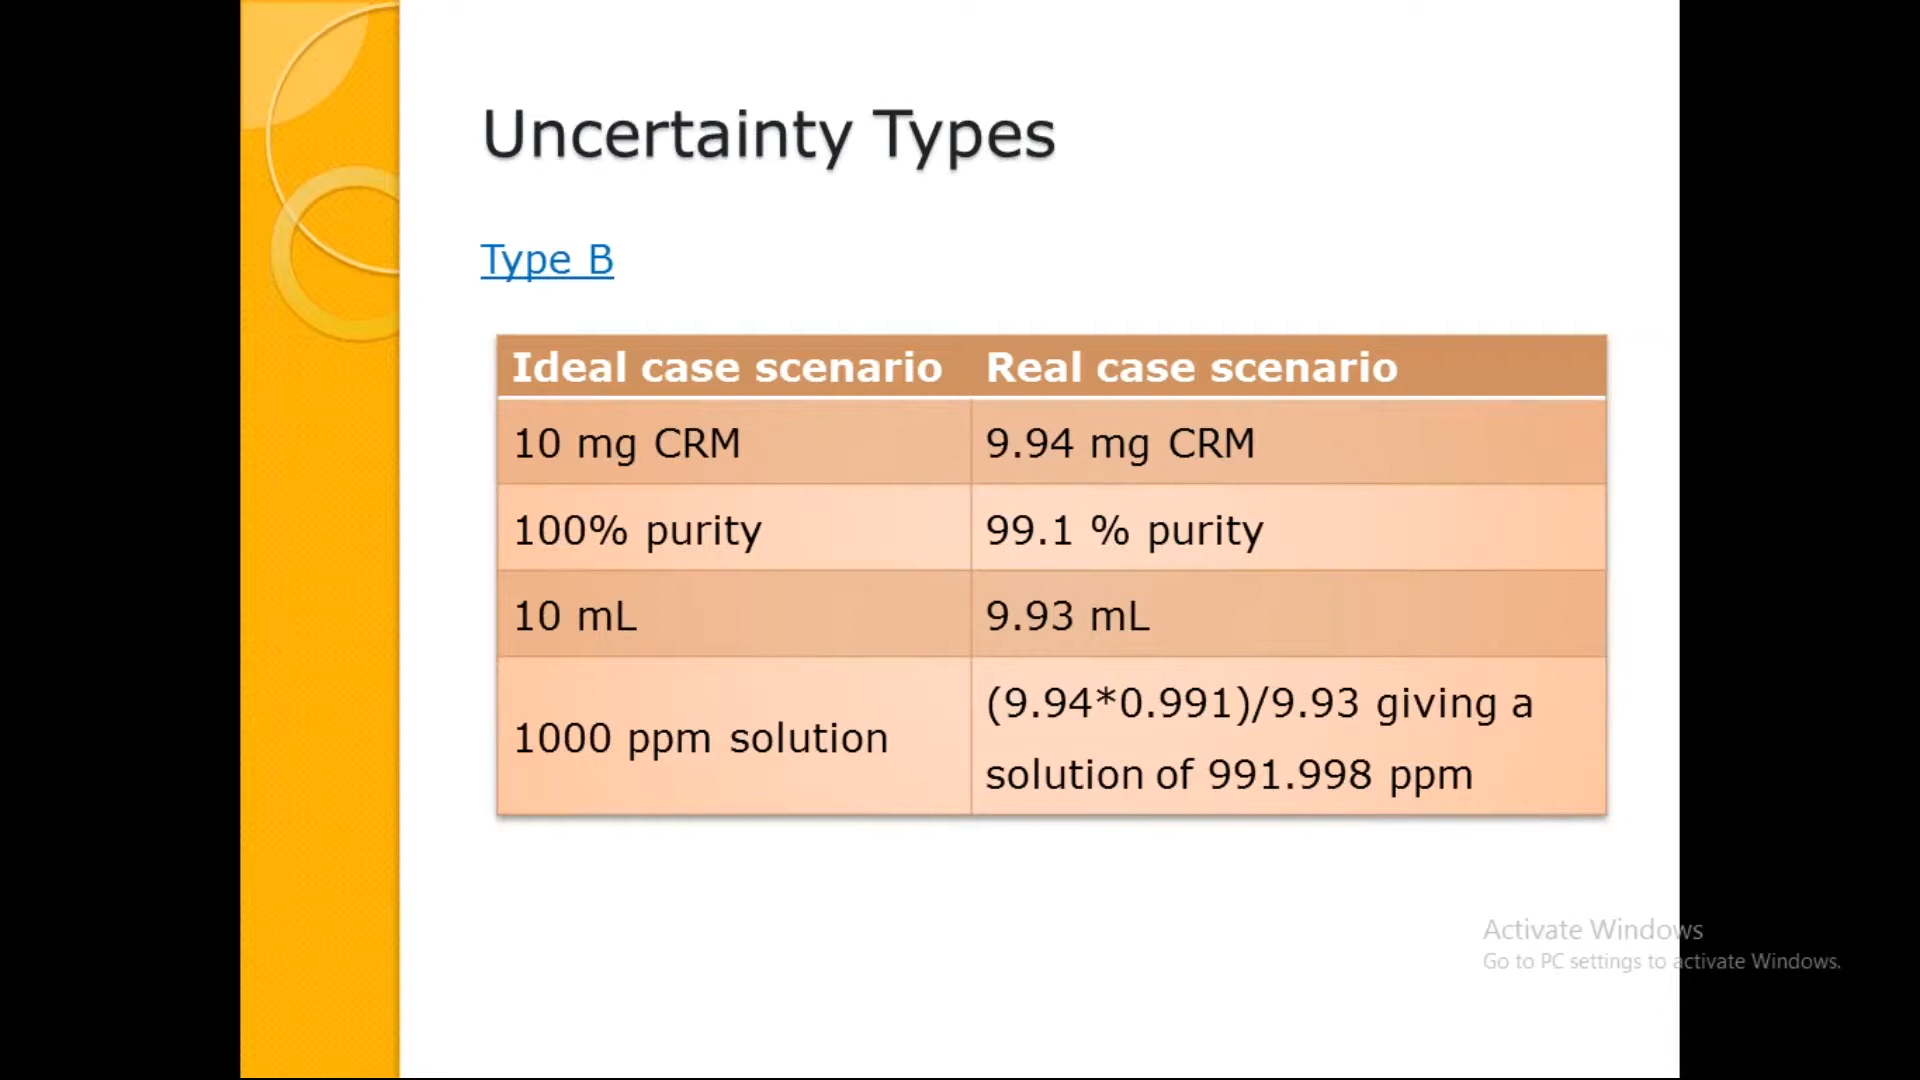 Uncertainty Types
Type B
Ideal case scenario Real case scenario
10 mg CRM 9.94 mg CRM
100% purity 99.1 % purity
10 mL 9.93 mL
1000 ppm solution (9.94*0.991)/9.93 giving a
solution of 991.998 ppm
Activate Windows
Go to PC settings to activate Windows.